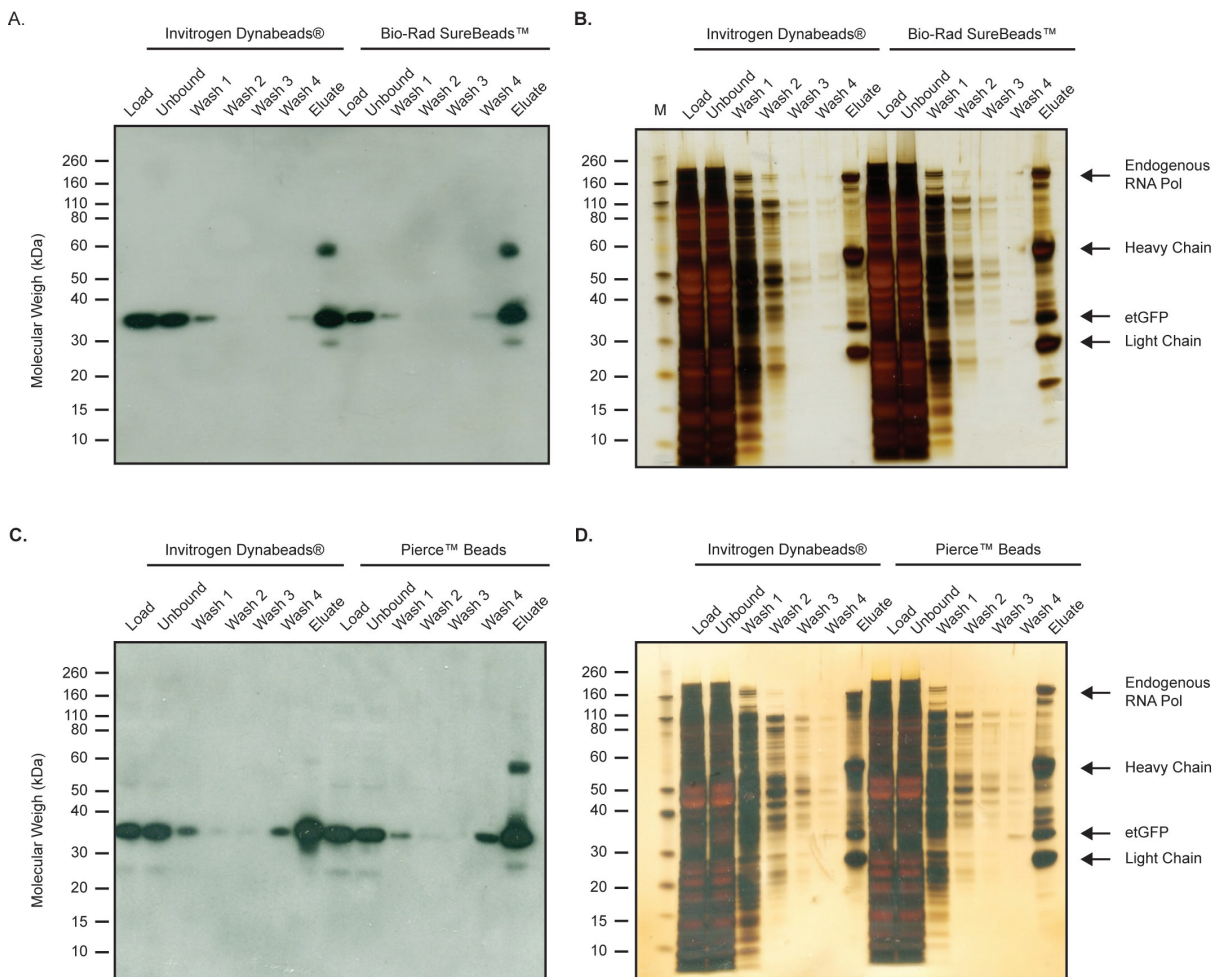 A.
Invitrogen Dynabeads® Bio-Rad SureBeads™
Load Unbound Wash 1 Wash 2 Wash 3 Wash 4 Eluate Load Unbound Wash 1 Wash 2 Wash 3 Wash 4 Eluate
Molecular Weigh (kDa)
260
160
110
80
60
50
40
30
20
15
10
B.
Invitrogen Dynabeads® Bio-Rad SureBeads™
M Load Unbound Wash 1 Wash 2 Wash 3 Wash 4 Eluate Load Unbound Wash 1 Wash 2 Wash 3 Wash 4 Eluate
260
160
110
80
60
50
40
30
20
15
10
Endogenous
RNA Pol
Heavy Chain
etGFP
Light Chain
C.
Invitrogen Dynabeads® Pierce™ Beads
Load Unbound Wash 1 Wash 2 Wash 3 Wash 4 Eluate Load Unbound Wash 1 Wash 2 Wash 3 Wash 4 Eluate
Molecular Weigh (kDa)
260
160
110
80
60
50
40
30
20
15
10
D.
Invitrogen Dynabeads® Pierce™ Beads
Load Unbound Wash 1 Wash 2 Wash 3 Wash 4 Eluate Load Unbound Wash 1 Wash 2 Wash 3 Wash 4 Eluate
260
160
110
80
60
50
40
30
20
15
10
Endogenous
RNA Pol
Heavy Chain
etGFP
Light Chain